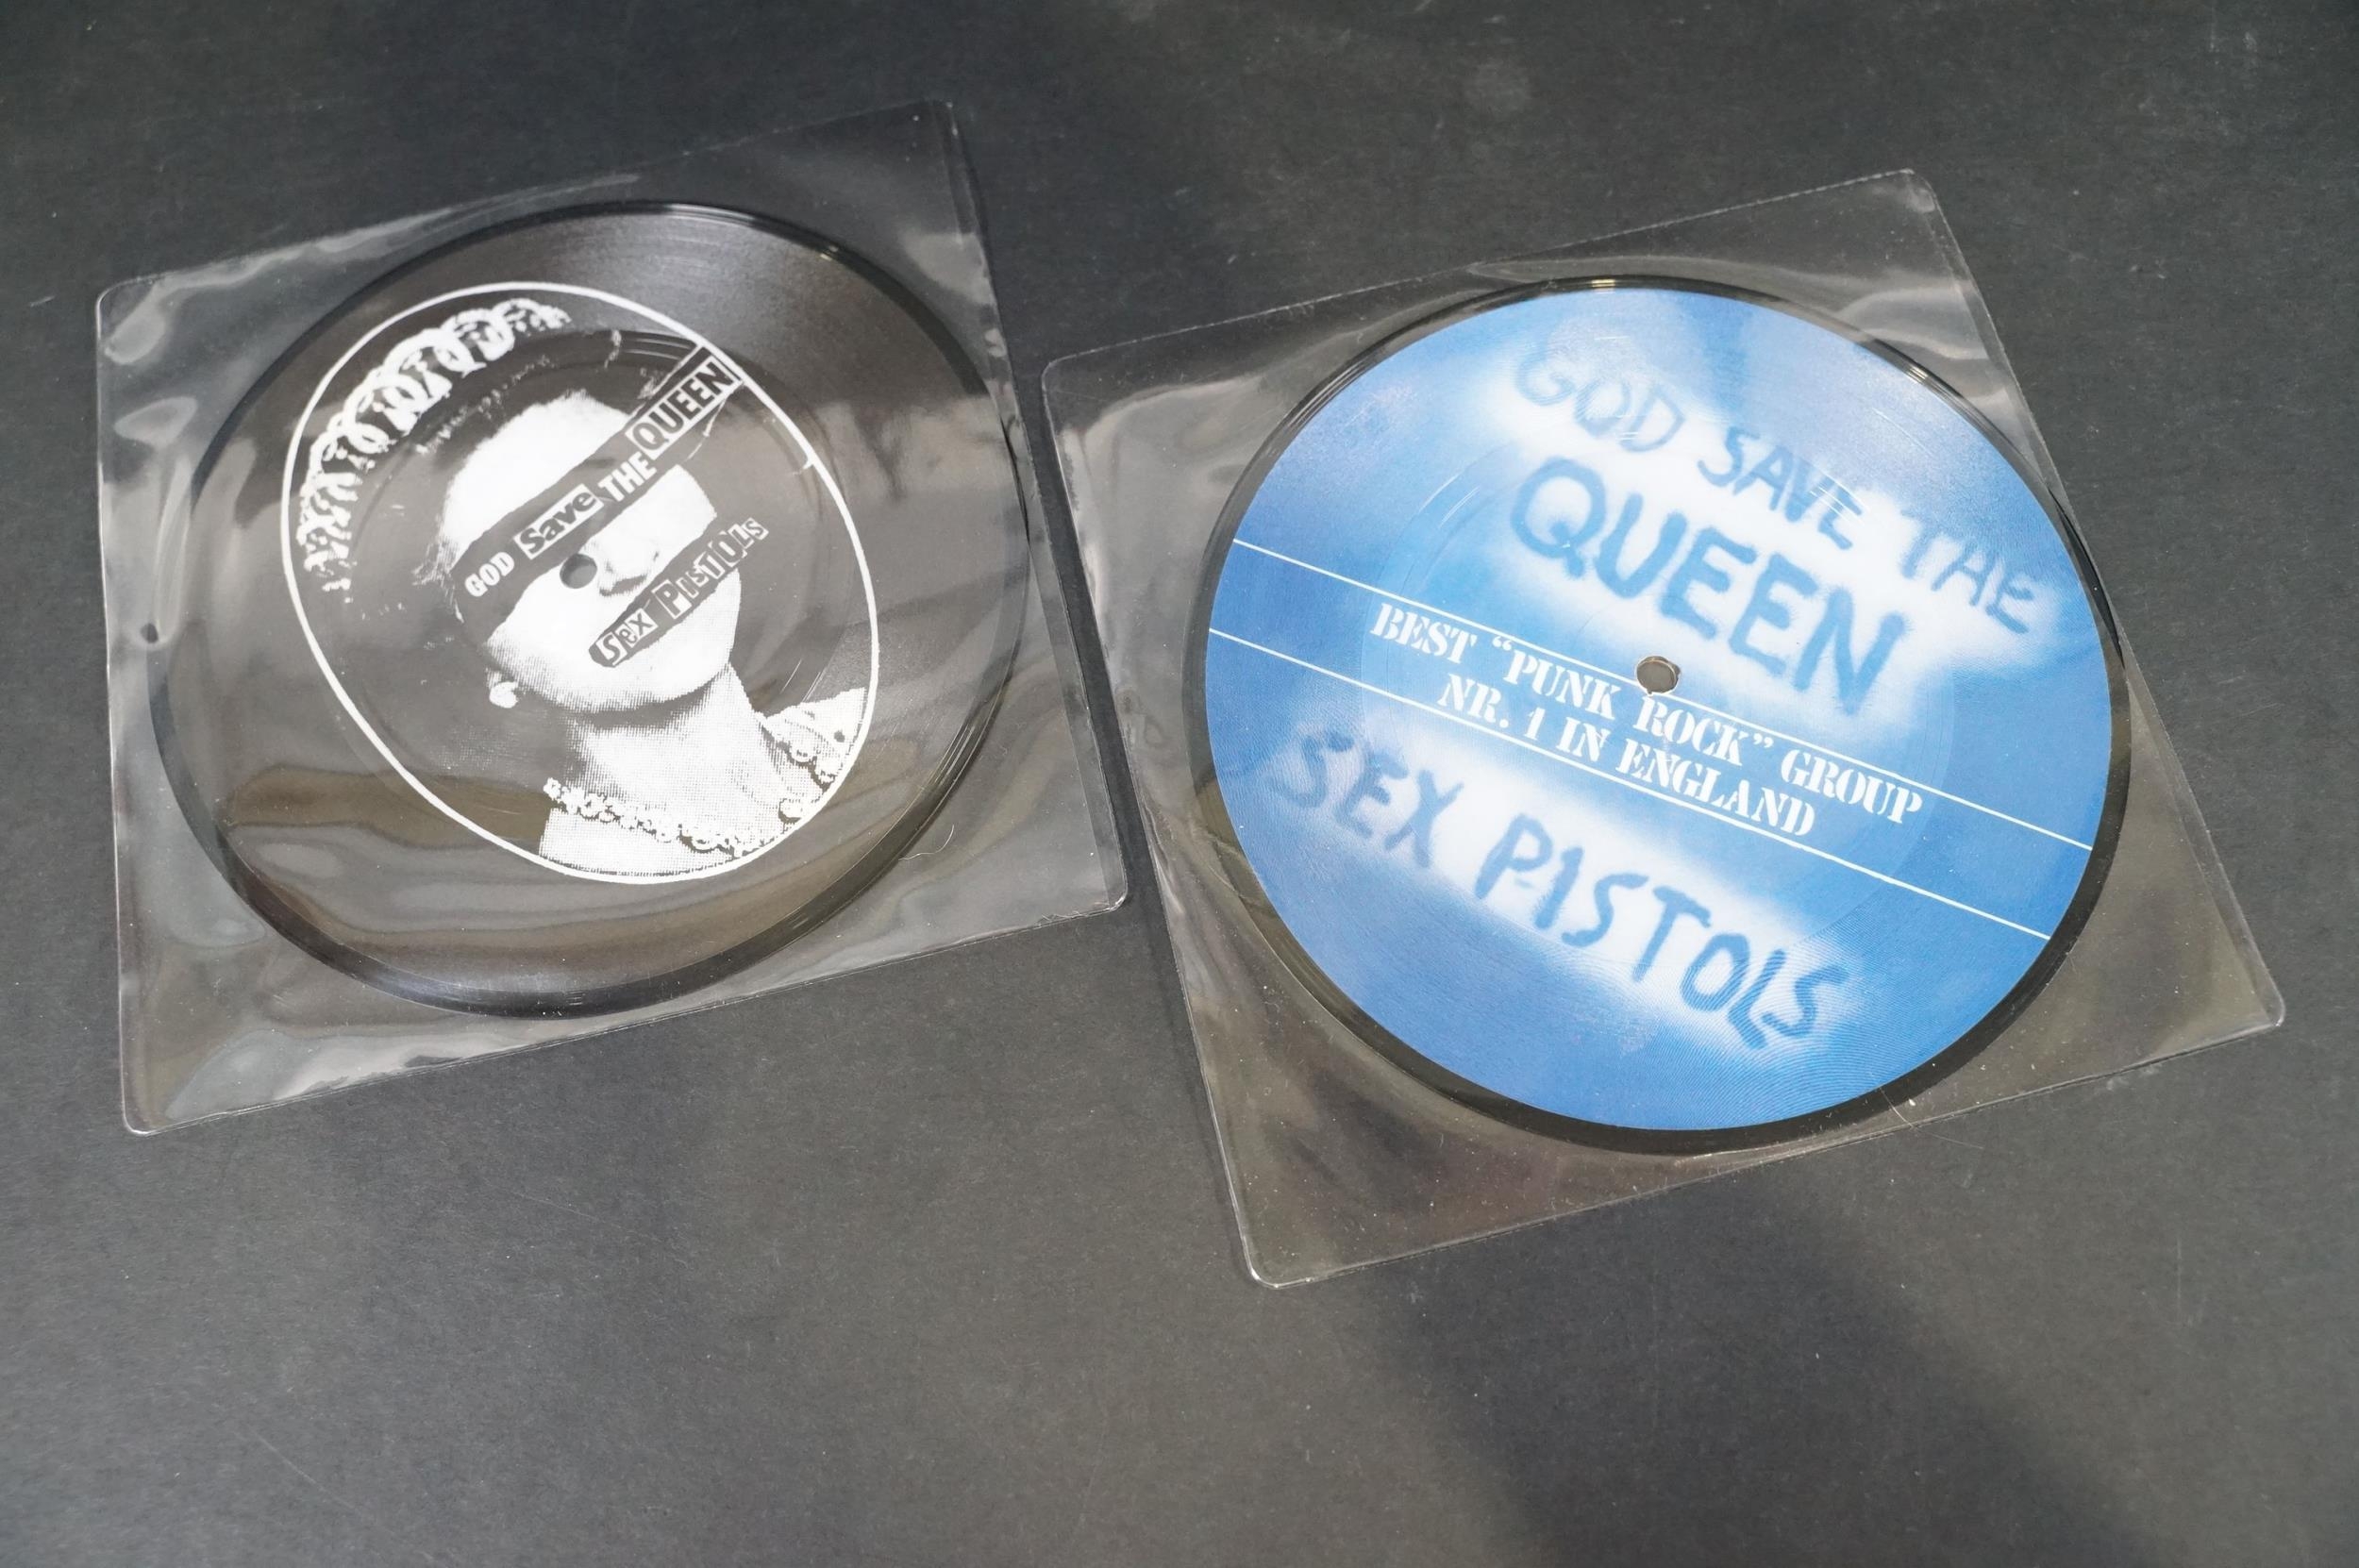 GOD Save THE QUEEN
SEX PISTOLS
GOD SAVE THE
QUEEN
BEST “PUNK ROCK” GROUP
NR. 1 IN ENGLAND
SEX PISTOLS